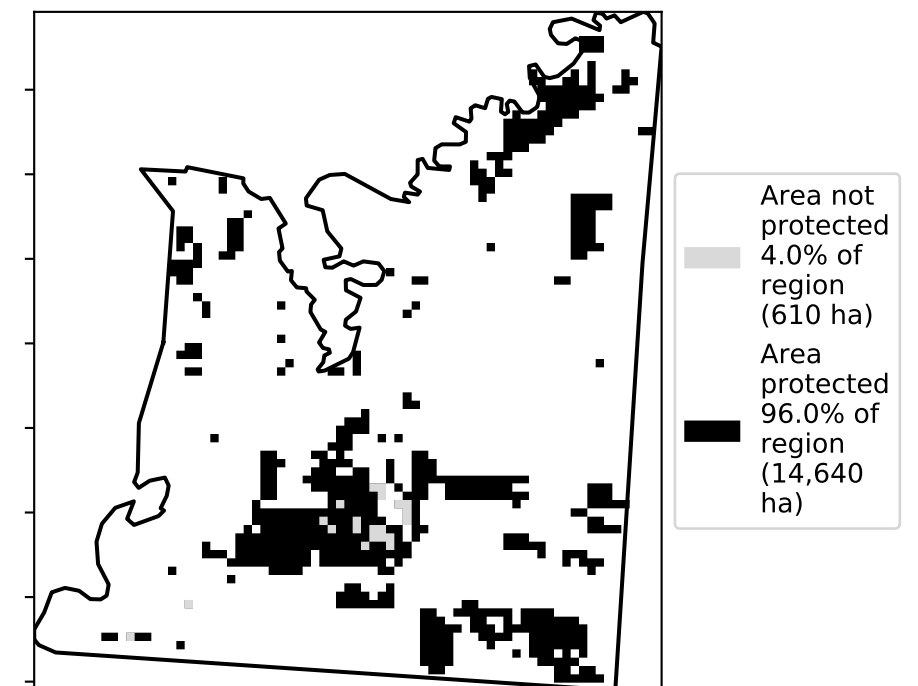 Area not
protected
4.0% of
region
(610 ha)
Area
protected
96.0% of
region
(14,640
ha)